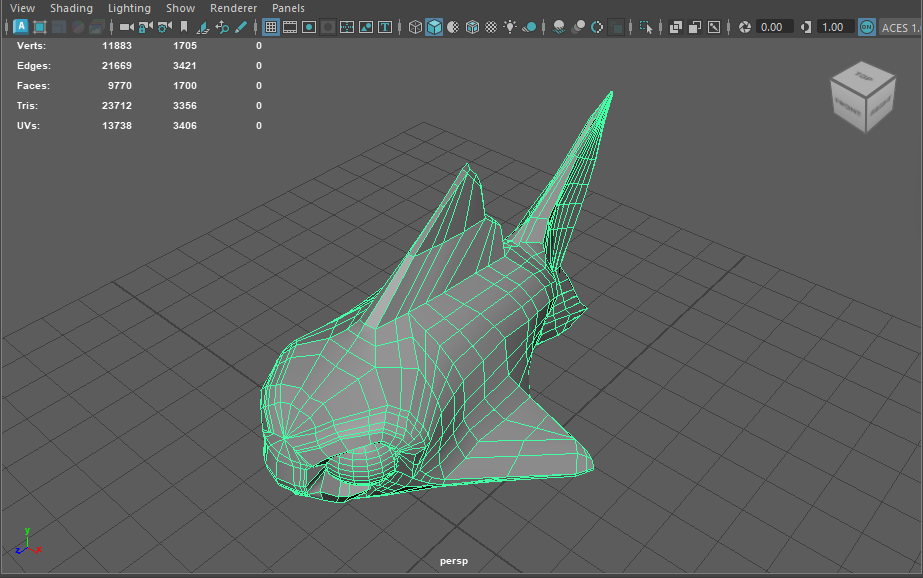 View Shading Lighting Show Renderer Panels
0.00 1.00 ON ACES 1.
Verts: 11883 1705 0
Edges: 21669 3421 0
Faces: 9770 1700 0
Tris: 23712 3356 0
UVs: 13738 3406 0
TOP
FRONT
y
z x
persp